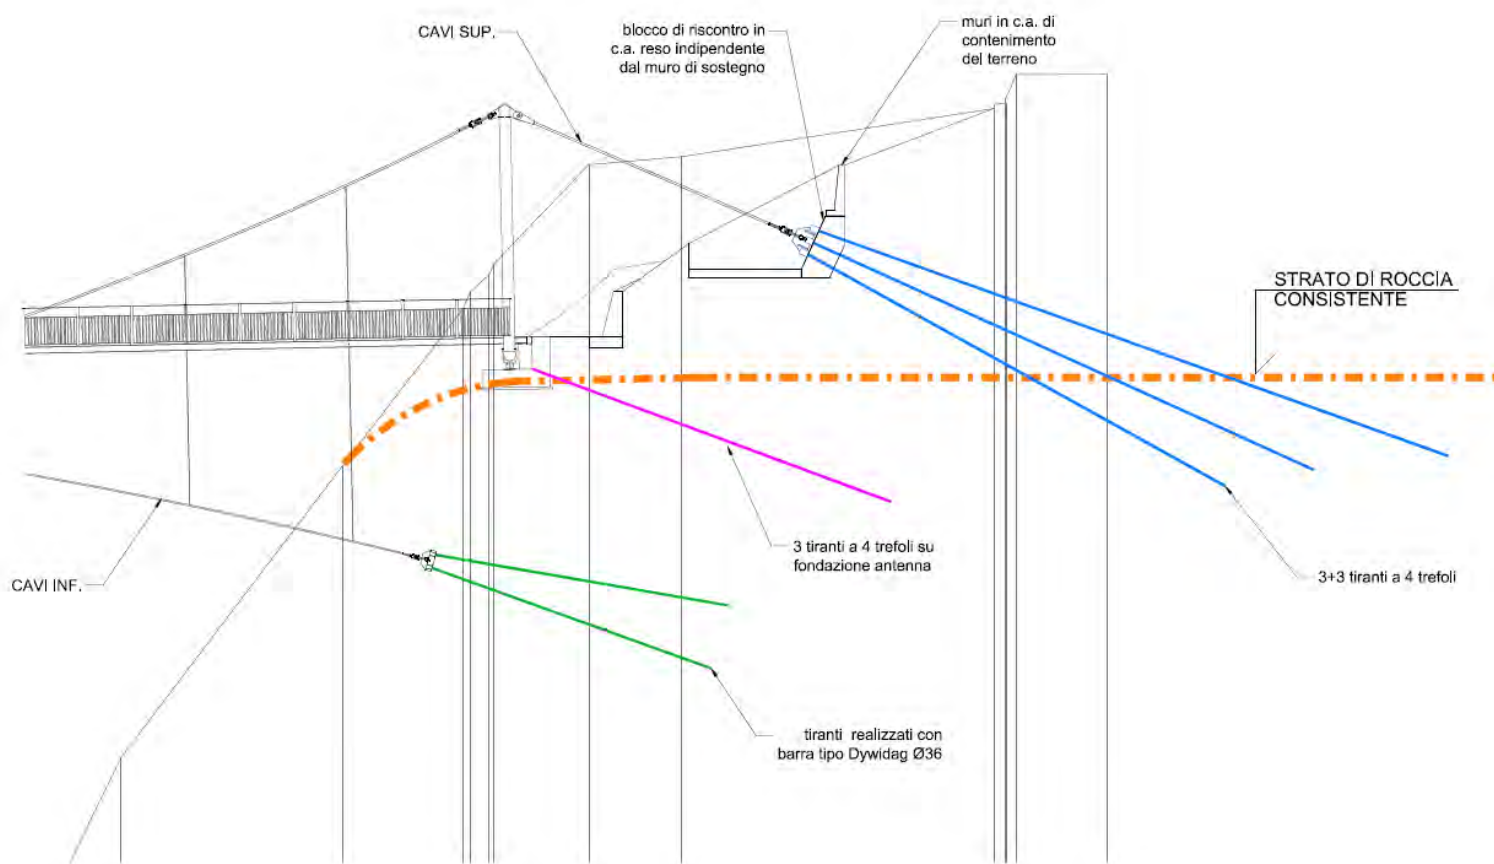 CAVI SUP.
blocco di riscontro in
c.a. reso indipendente
dal muro di sostegno
muri in c.a. di
contenimento
del terreno
STRATO DI ROCCIA
CONSISTENTE
3 tiranti a 4 trefoli su
fondazione antenna
3+3 tiranti a 4 trefoli
CAVI INF.
tiranti realizzati con
barra tipo Dywidag Ø36